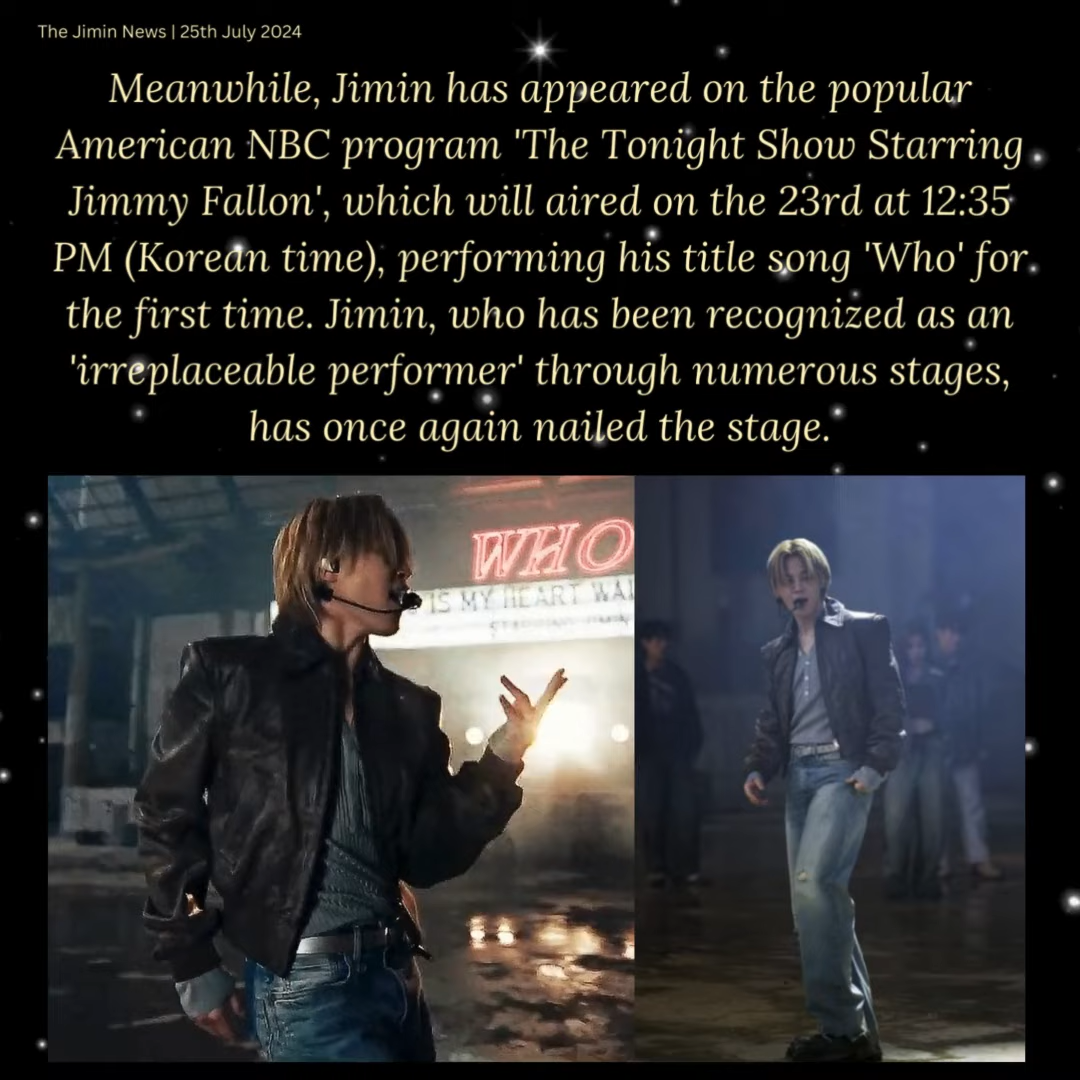 The Jimin News | 25th July 2024
Meanwhile, Jimin has appeared on the popular
American NBC program 'The Tonight Show Starring
Jimmy Fallon', which will aired on the 23rd at 12:35
PM (Korean time), performing his title song 'Who' for
the first time. Jimin, who has been recognized as an
'irreplaceable performer' through numerous stages,
has once again nailed the stage.
WHO
IS MY HEART WAI